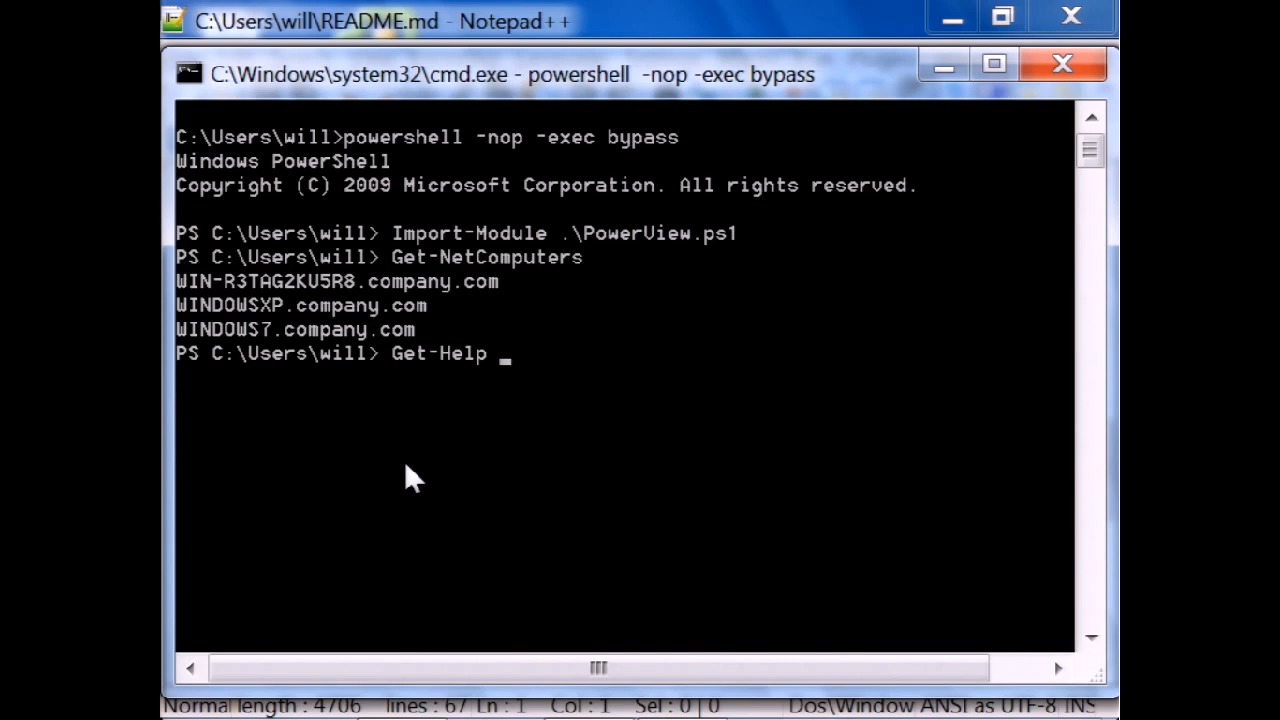 C:\Users\will\README.md - Notepad++
C:\Windows\system32\cmd.exe - powershell -nop -exec bypass
C:\Users\will>powershell -nop -exec bypass
Windows PowerShell
Copyright (C) 2009 Microsoft Corporation. All rights reserved.
PS C:\Users\will> Import-Module .\PowerView.ps1
PS C:\Users\will> Get-NetComputers
WIN-R3TAG2KU5R8.company.com
WINDOWSXP.company.com
WINDOWS7.company.com
PS C:\Users\will> Get-Help _
Norma length : 4706 lines : 67 Ln : 1 Col : 1 Sel : 0 | 0 Dos\Window ANSI as UTF-8 INS